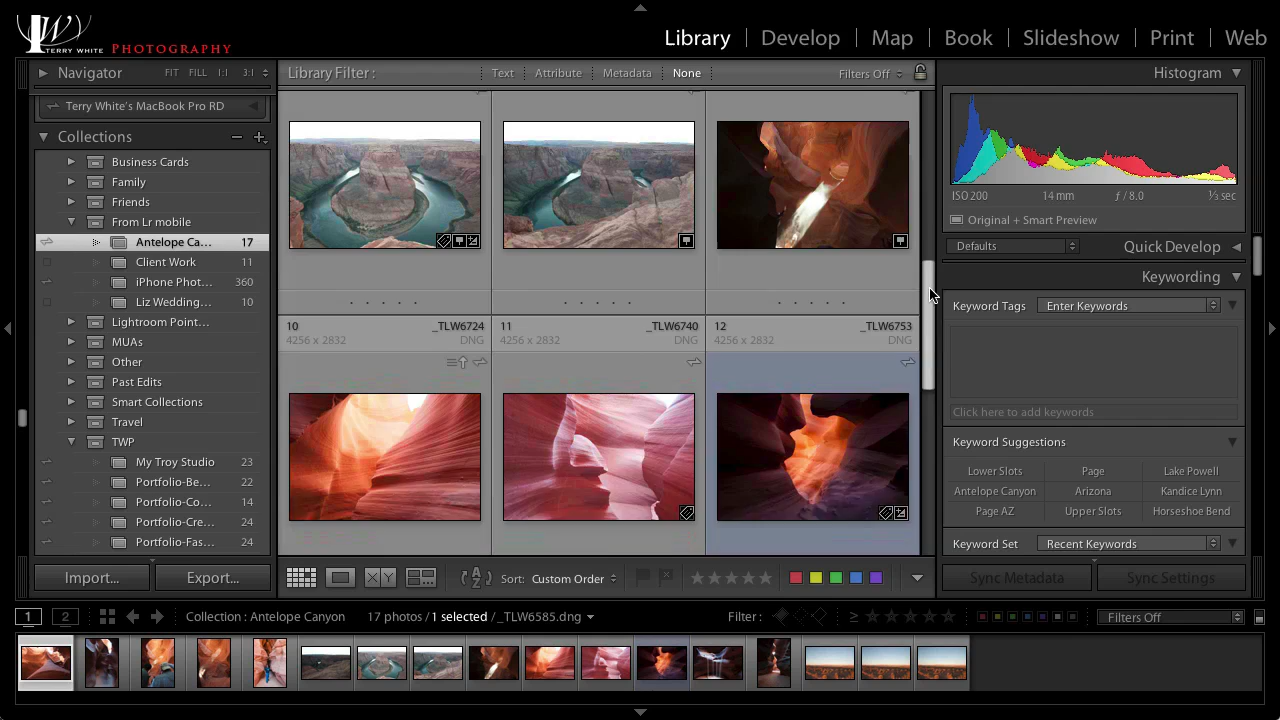 TERRY WHITE
PHOTOGRAPHY
Library | Develop | Map | Book | Slideshow | Print | Web
Navigator FIT FILL 1:1 3:1
Terry White's MacBook Pro RD
Collections
Business Cards
Family
Friends
From Lr mobile
Antelope Ca... 17
Client Work 11
iPhone Phot... 360
Liz Wedding... 10
Lightroom Point...
MUAs
Other
Past Edits
Smart Collections
Travel
TWP
My Troy Studio 23
Portfolio-Be... 22
Portfolio-Co... 14
Portfolio-Cre... 24
Portfolio-Fas... 24
Import... Export...
Library Filter : Text | Attribute | Metadata | None Filters Off
10 _TLW6724
4256 x 2832 DNG
11 _TLW6740
4256 x 2832 DNG
12 _TLW6753
4256 x 2832 DNG
XY AZ Sort: Custom Order
Histogram
ISO 200 14 mm ƒ / 8.0 ⅓ sec
Original + Smart Preview
Defaults Quick Develop
Keywording
Keyword Tags Enter Keywords
Click here to add keywords
Keyword Suggestions
Lower Slots Page Lake Powell
Antelope Canyon Arizona Kandice Lynn
Page AZ Upper Slots Horseshoe Bend
Keyword Set Recent Keywords
Sync Metadata Sync Settings
1 2 Collection : Antelope Canyon 17 photos / 1 selected / _TLW6585.dng Filter : ≥ Filters Off